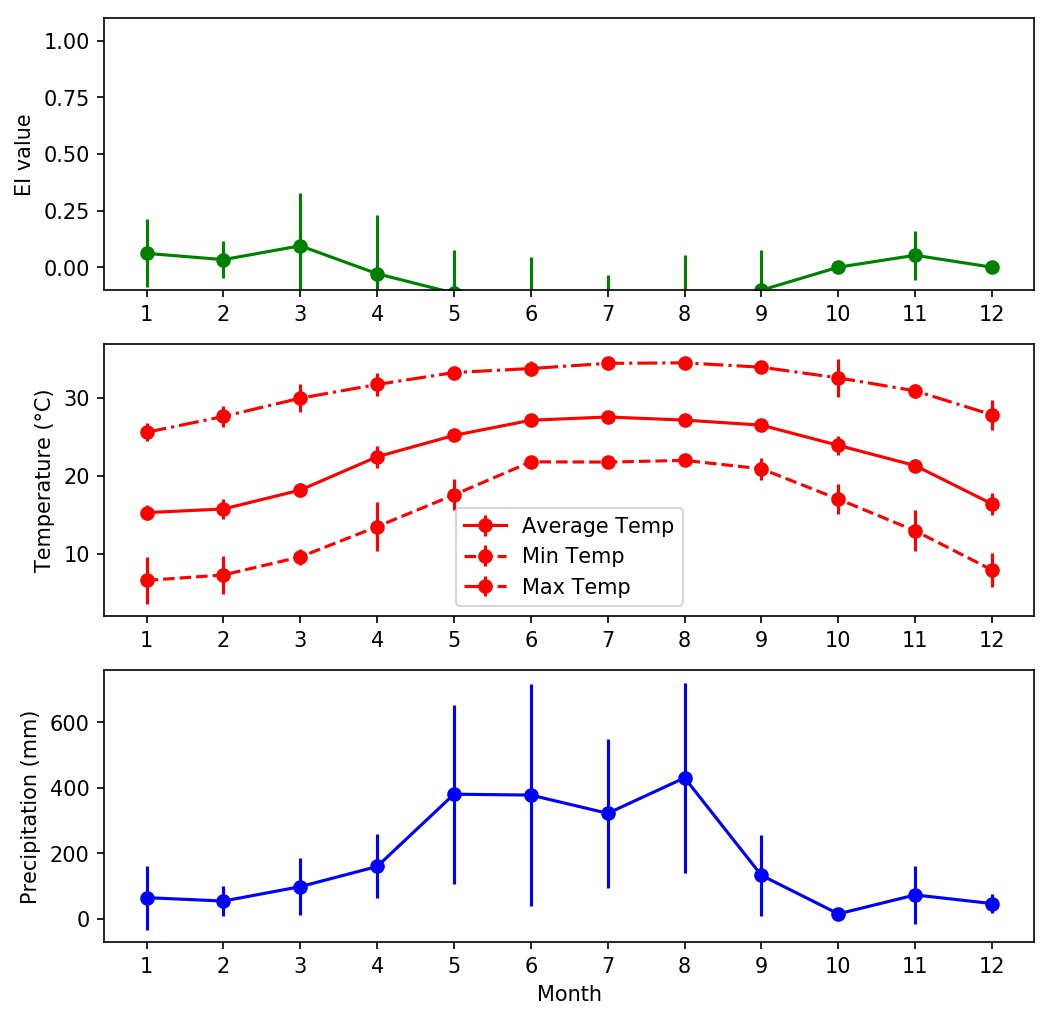 EI value
1.00
0.75
0.50
0.25
0.00
1 2 3 4 5 6 7 8 9 10 11 12
Temperature (°C)
30
20
10
Average Temp
Min Temp
Max Temp
1 2 3 4 5 6 7 8 9 10 11 12
Precipitation (mm)
600
400
200
0
1 2 3 4 5 6 7 8 9 10 11 12
Month